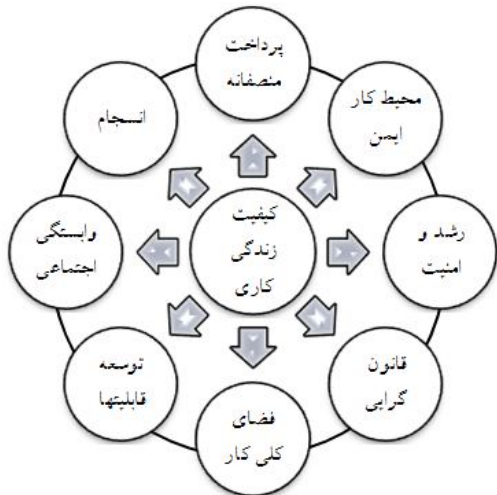 پرداخت
منصفانه
محیط کار
ایمن
رشد و
امنیت
قانون
گرایی
فضای
کلی کار
توسعه
قابلیتها
وابستگی
اجتماعی
انسجام
کیفیت
زندگی
کاری